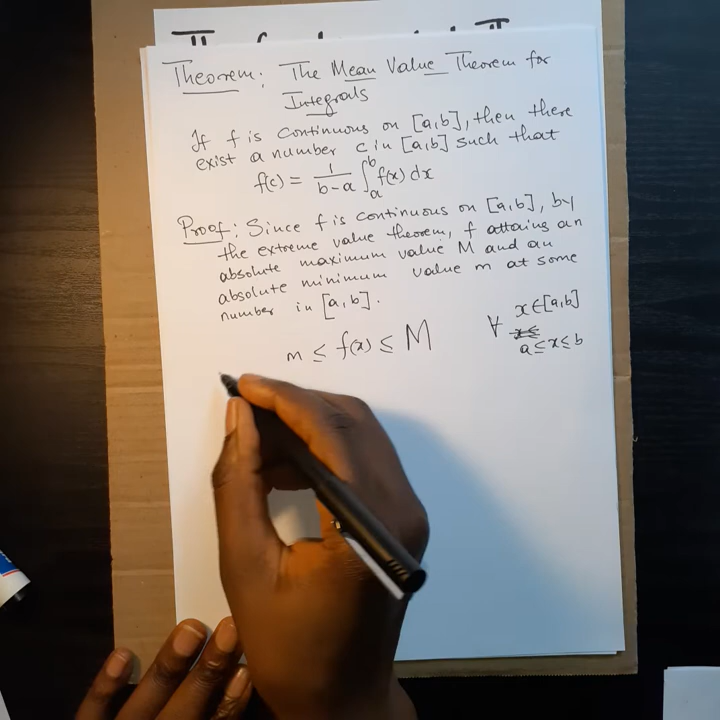 Theorem: The Mean Value Theorem for
Integrals
If f is continuous on [a,b], then there
exist a number c in [a,b] such that
f(c) = 1/(b-a) ∫_a^b f(x) dx
Proof: Since f is continuous on [a,b], by
the extreme value theorem, f attains an
absolute maximum value M and an
absolute minimum value m at some
number in [a,b].
m ≤ f(x) ≤ M ∀ x∈[a,b]
a≤x≤b